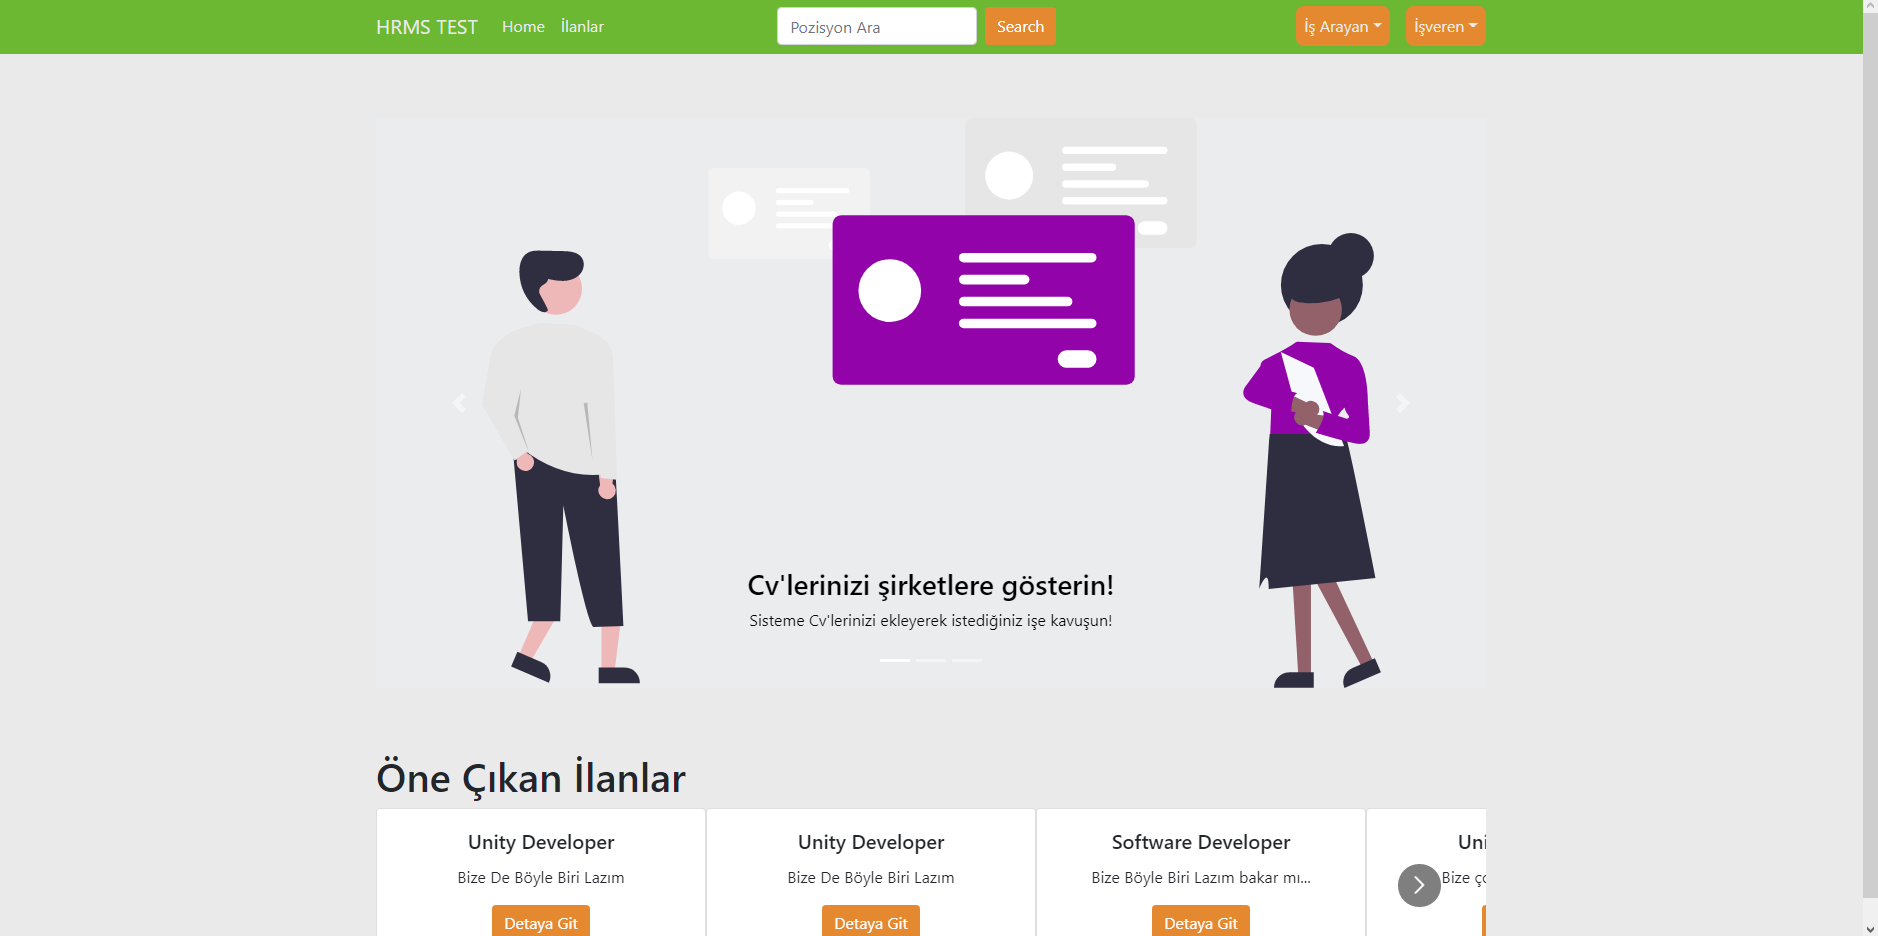 HRMS TEST Home İlanlar Pozisyon Ara Search İş Arayan İşveren
Cv'lerinizi şirketlere gösterin!
Sisteme Cv'lerinizi ekleyerek istediğiniz işe kavuşun!
Öne Çıkan İlanlar
Unity Developer
Bize De Böyle Biri Lazım
Detaya Git
Unity Developer
Bize De Böyle Biri Lazım
Detaya Git
Software Developer
Bize Böyle Biri Lazım bakar mı...
Detaya Git
Uni
Bize ço